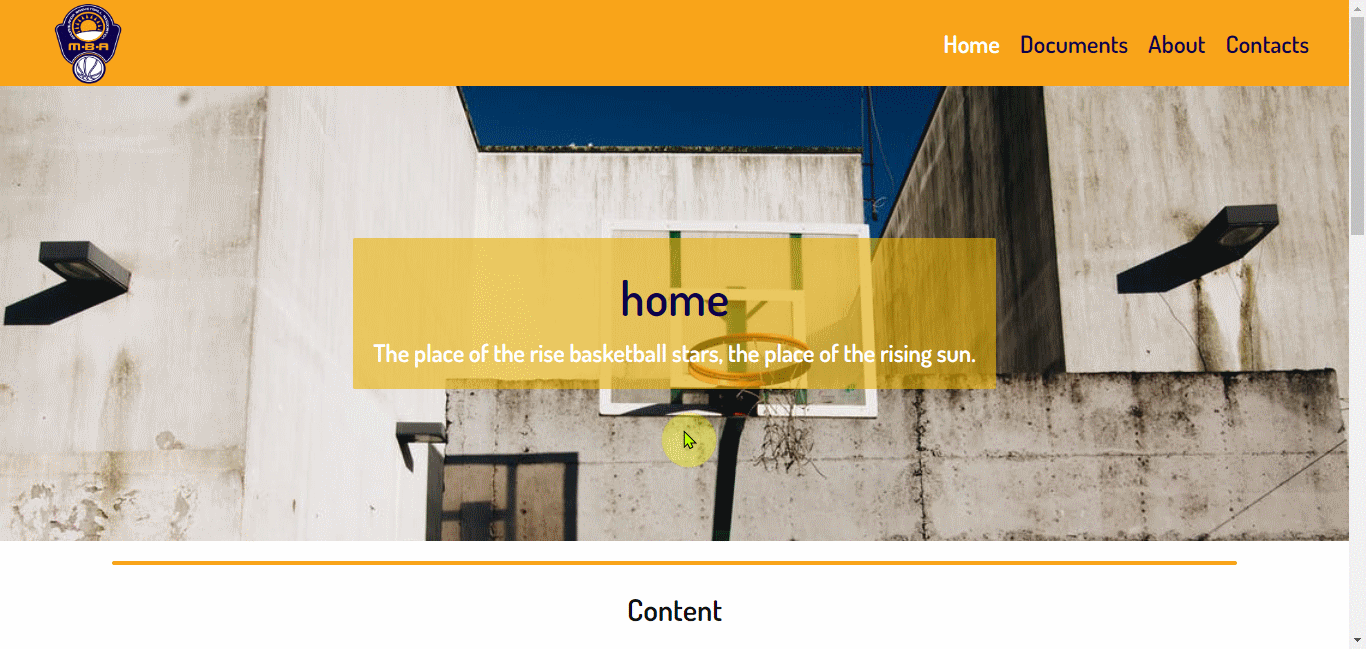 M·B·A
Home Documents About Contacts
home
The place of the rise basketball stars, the place of the rising sun.
Content